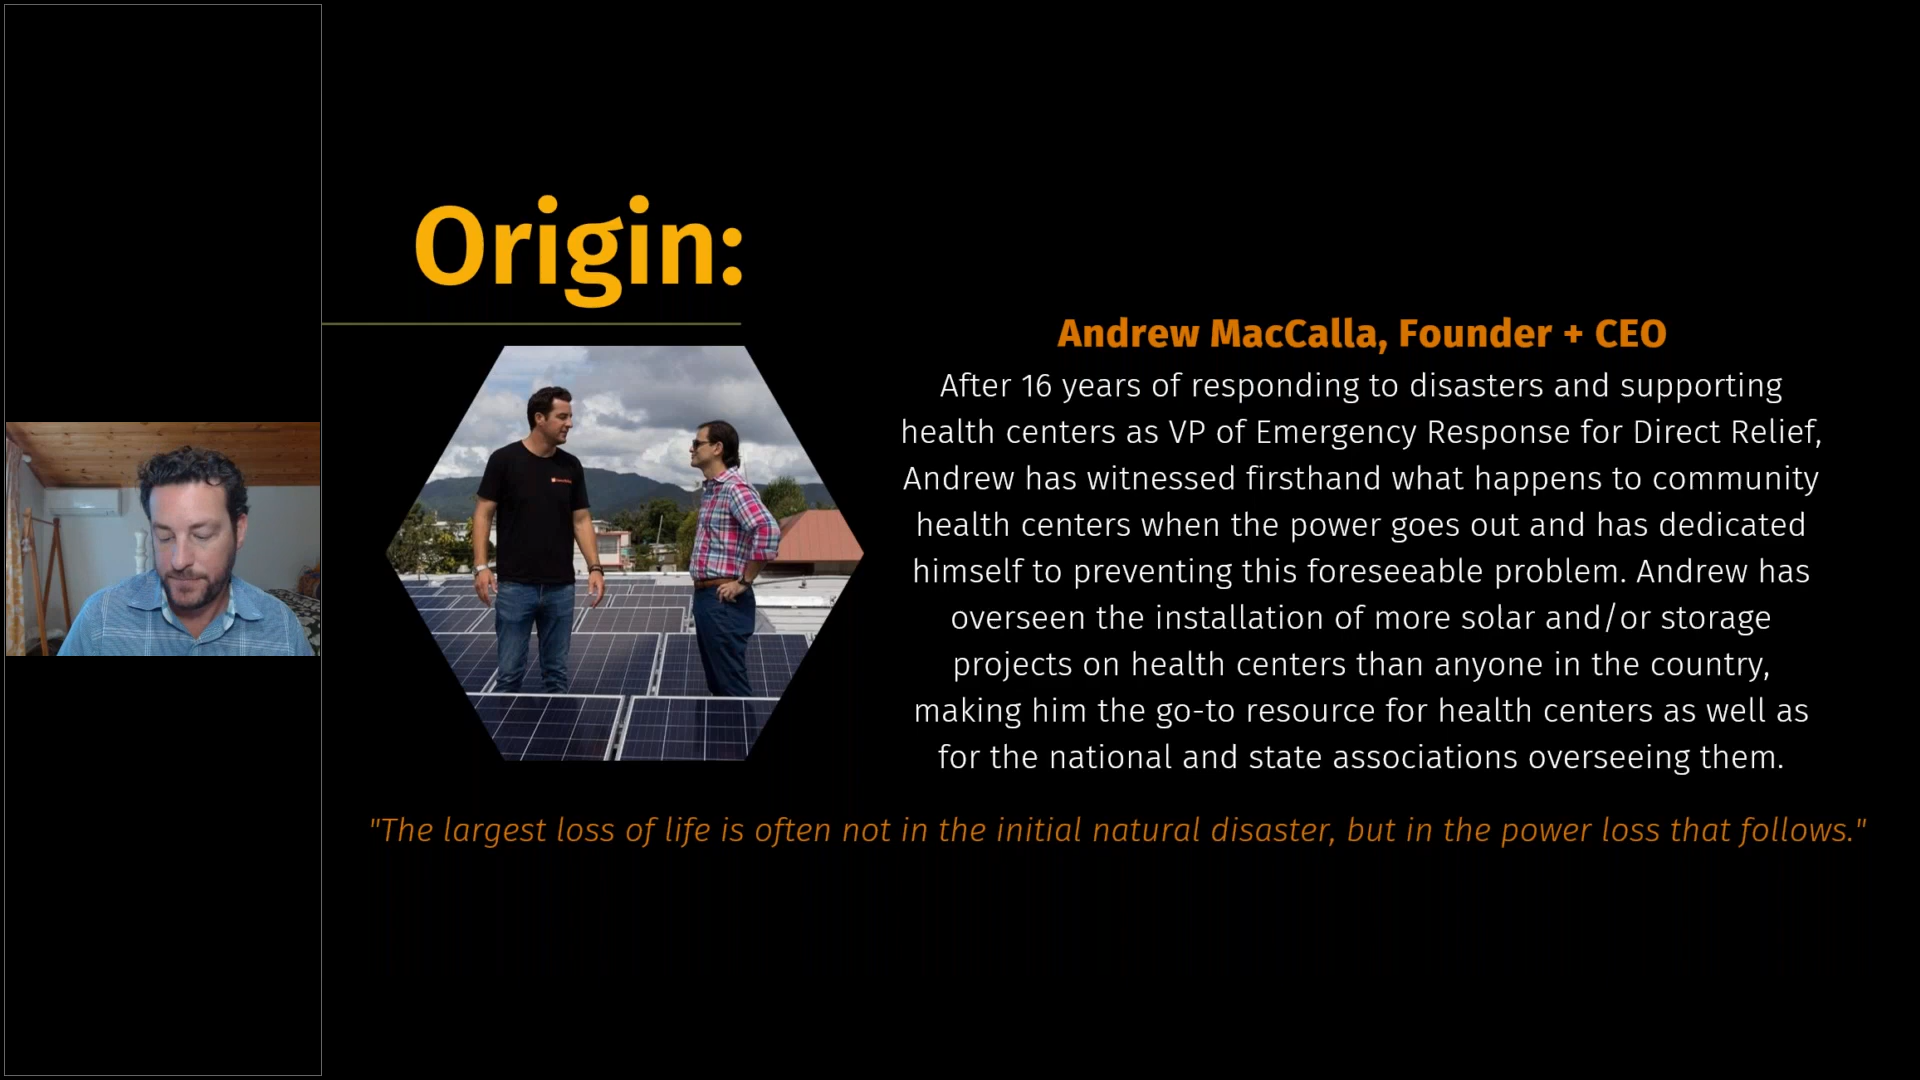 Origin:
Andrew MacCalla, Founder + CEO
After 16 years of responding to disasters and supporting
health centers as VP of Emergency Response for Direct Relief,
Andrew has witnessed firsthand what happens to community
health centers when the power goes out and has dedicated
himself to preventing this foreseeable problem. Andrew has
overseen the installation of more solar and/or storage
projects on health centers than anyone in the country,
making him the go-to resource for health centers as well as
for the national and state associations overseeing them.
"The largest loss of life is often not in the initial natural disaster, but in the power loss that follows."